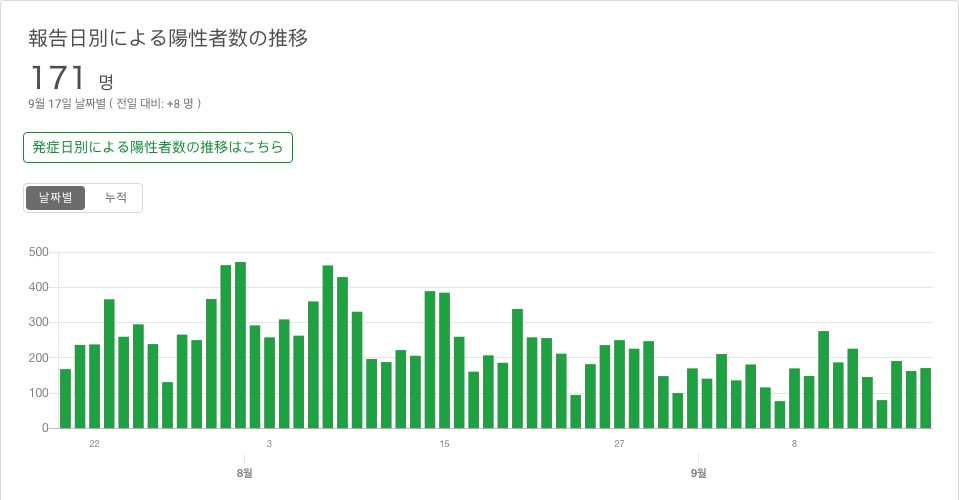 報告日別による陽性者数の推移
171 명
9월 17일 날짜별 ( 전일 대비: +8 명 )
発症日別による陽性者数の推移はこちら
날짜별 누적
500
400
300
200
100
0
22 3 15 27 8
8월 9월